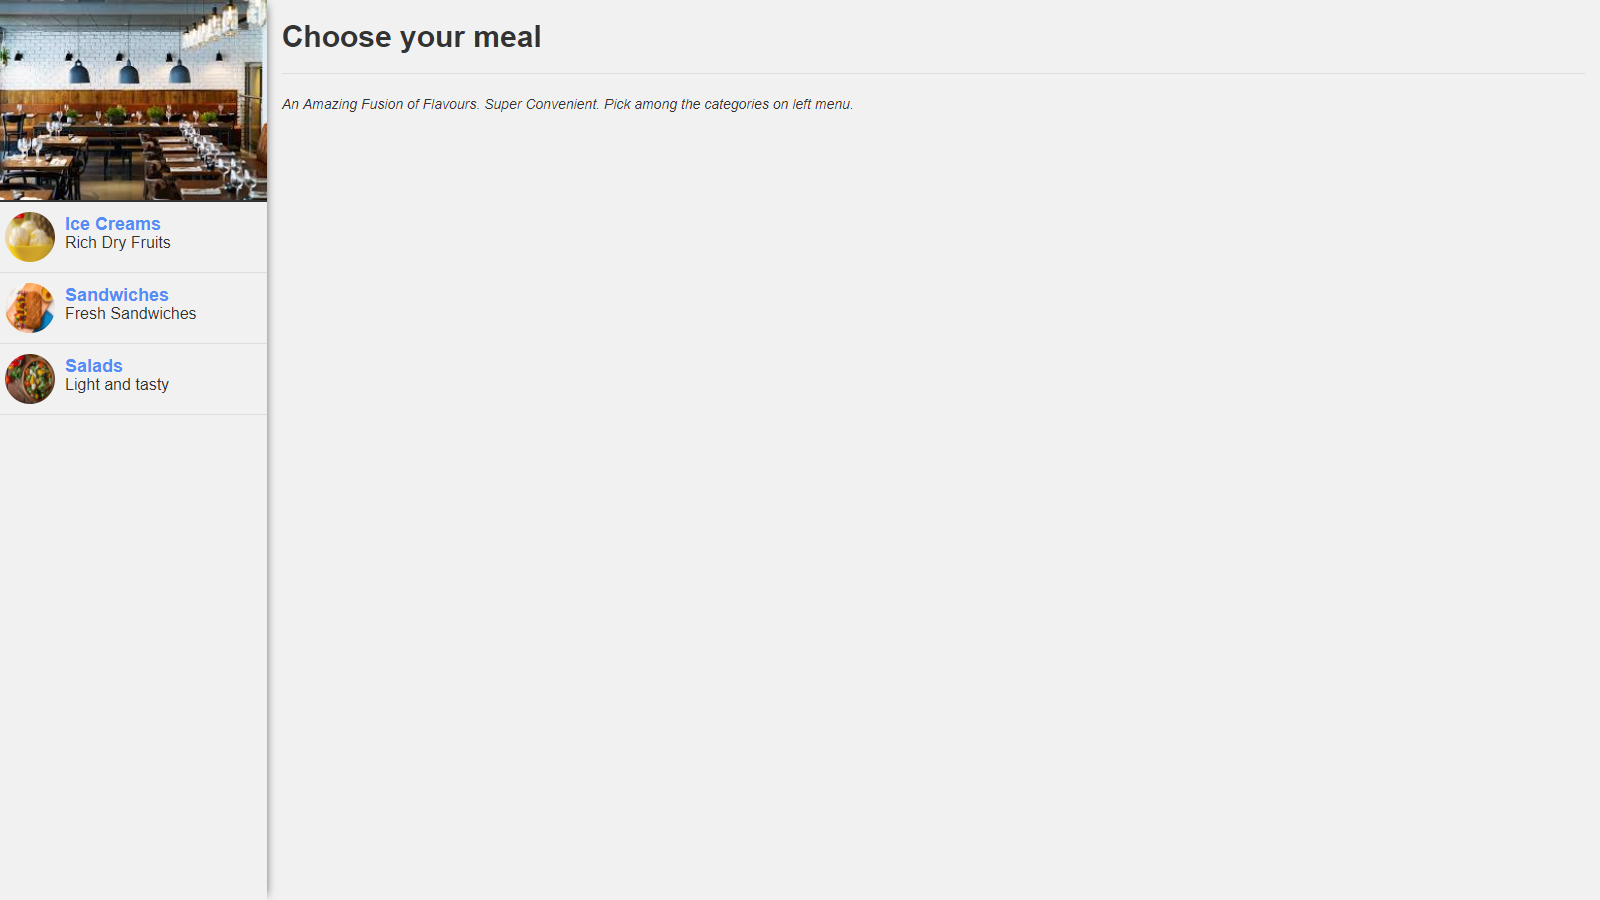 Choose your meal
An Amazing Fusion of Flavours. Super Convenient. Pick among the categories on left menu.
Ice Creams
Rich Dry Fruits
Sandwiches
Fresh Sandwiches
Salads
Light and tasty